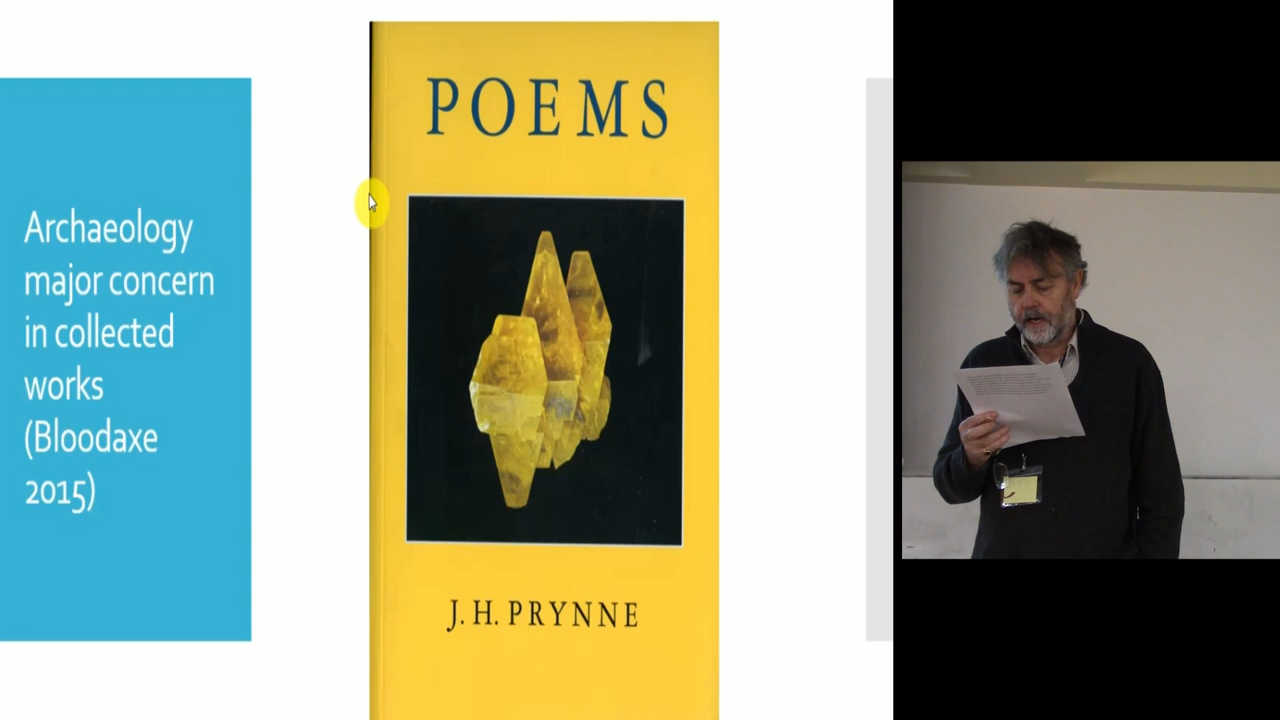 Archaeology
major concern
in collected
works
(Bloodaxe
2015)
POEMS
J. H. PRYNNE